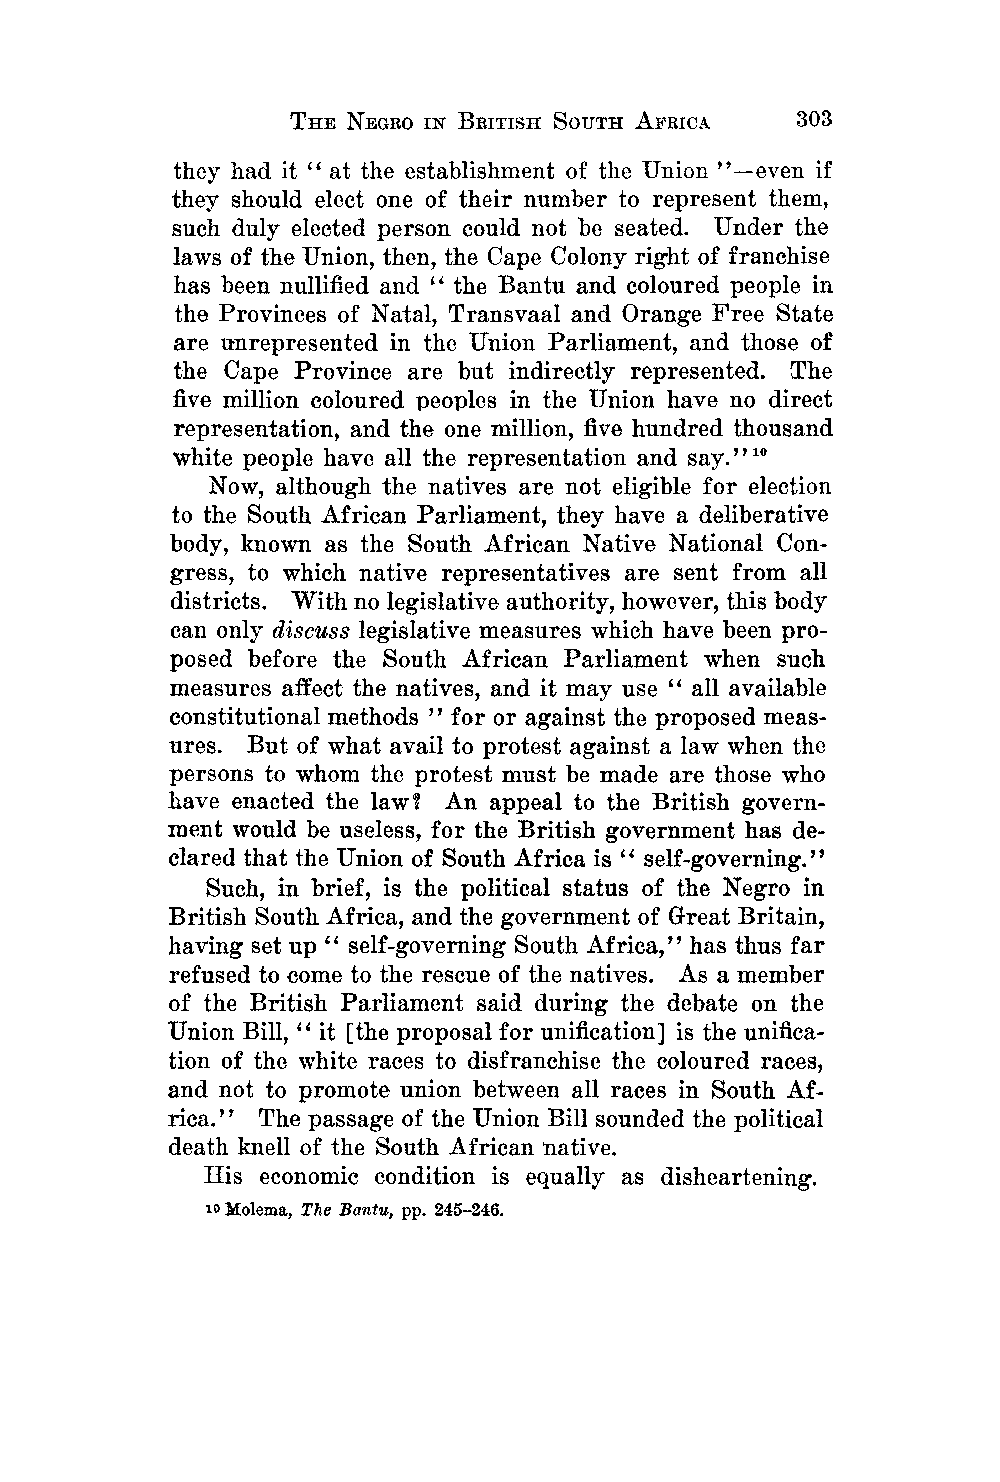 THE NEGRO IN BRITISH SOUTH AFRICA 303
they had it “ at the establishment of the Union ”—even if
they should elect one of their number to represent them,
such duly elected person could not be seated. Under the
laws of the Union, then, the Cape Colony right of franchise
has been nullified and “ the Bantu and coloured people in
the Provinces of Natal, Transvaal and Orange Free State
are unrepresented in the Union Parliament, and those of
the Cape Province are but indirectly represented. The
five million coloured peoples in the Union have no direct
representation, and the one million, five hundred thousand
white people have all the representation and say.” 10
Now, although the natives are not eligible for election
to the South African Parliament, they have a deliberative
body, known as the South African Native National Con-
gress, to which native representatives are sent from all
districts. With no legislative authority, however, this body
can only discuss legislative measures which have been pro-
posed before the South African Parliament when such
measures affect the natives, and it may use “ all available
constitutional methods ” for or against the proposed meas-
ures. But of what avail to protest against a law when the
persons to whom the protest must be made are those who
have enacted the law? An appeal to the British govern-
ment would be useless, for the British government has de-
clared that the Union of South Africa is “ self-governing.”
Such, in brief, is the political status of the Negro in
British South Africa, and the government of Great Britain,
having set up “ self-governing South Africa,” has thus far
refused to come to the rescue of the natives. As a member
of the British Parliament said during the debate on the
Union Bill, “ it [the proposal for unification] is the unifica-
tion of the white races to disfranchise the coloured races,
and not to promote union between all races in South Af-
rica.” The passage of the Union Bill sounded the political
death knell of the South African native.
His economic condition is equally as disheartening.
10 Molema, The Bantu, pp. 245–246.